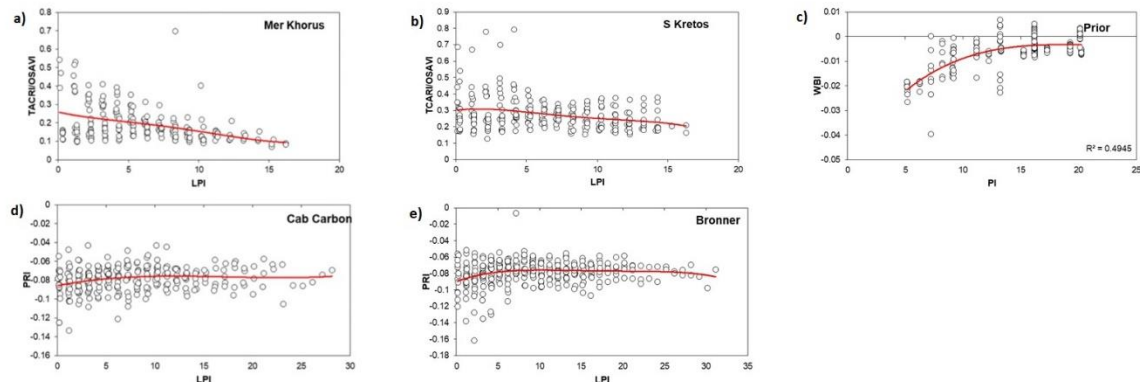 a)
Mer Khorus
TACRI/OSAVI
0.8
0.7
0.6
0.5
0.4
0.3
0.2
0.1
0
0 5 10 15 20
LPI
b)
S Kretos
TCARI/OSAVI
0.9
0.8
0.7
0.6
0.5
0.4
0.3
0.2
0.1
0
0 5 10 15 20
LPI
c)
Prior
WBI
0.01
0
-0.01
-0.02
-0.03
-0.04
-0.05
R² = 0.4945
0 5 10 15 20 25
PI
d)
Cab Carbon
PRI
0
-0.02
-0.04
-0.06
-0.08
-0.1
-0.12
-0.14
-0.16
0 5 10 15 20 25 30
LPI
e)
Bronner
PRI
0
-0.02
-0.04
-0.06
-0.08
-0.1
-0.12
-0.14
-0.16
-0.18
0 5 10 15 20 25 30 35
LPI